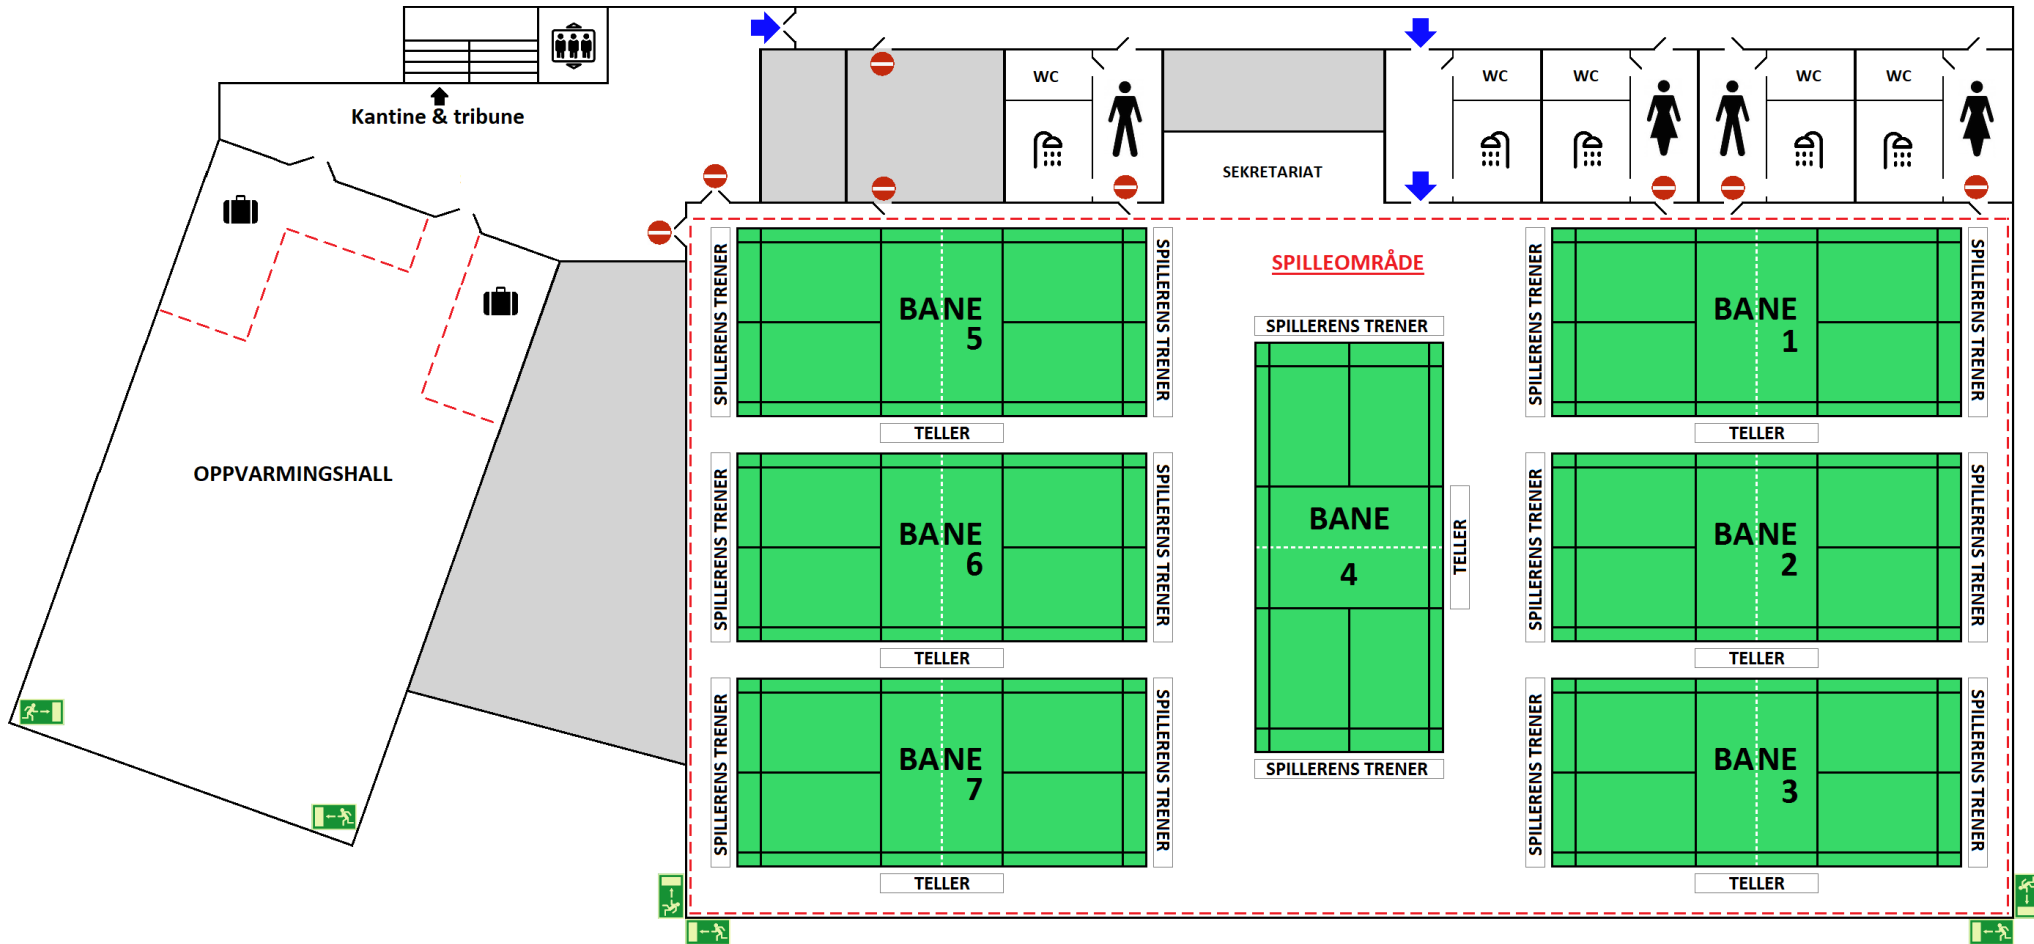 Kantine & tribune
WC
WC
WC
WC
WC
SEKRETARIAT
SPILLEOMRÅDE
OPPVARMINGSHALL
SPILLERENS TRENER
BANE
5
SPILLERENS TRENER
TELLER
SPILLERENS TRENER
BANE
6
SPILLERENS TRENER
TELLER
SPILLERENS TRENER
BANE
7
SPILLERENS TRENER
TELLER
SPILLERENS TRENER
BANE
4
TELLER
SPILLERENS TRENER
SPILLERENS TRENER
BANE
1
SPILLERENS TRENER
TELLER
SPILLERENS TRENER
BANE
2
SPILLERENS TRENER
TELLER
SPILLERENS TRENER
BANE
3
SPILLERENS TRENER
TELLER